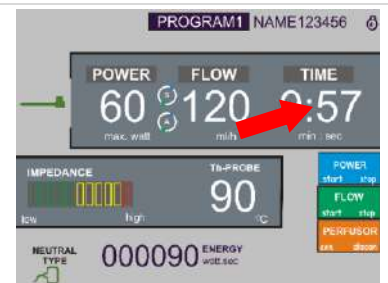 PROGRAM1 NAME123456
POWER FLOW TIME
60 120 :57
max. watt ml/h min : sec
IMPEDANCE
Th-PROBE
90
low high °C
POWER
start stop
FLOW
start stop
PERFUSOR
NEUTRAL TYPE
000090 ENERGY watt.sec